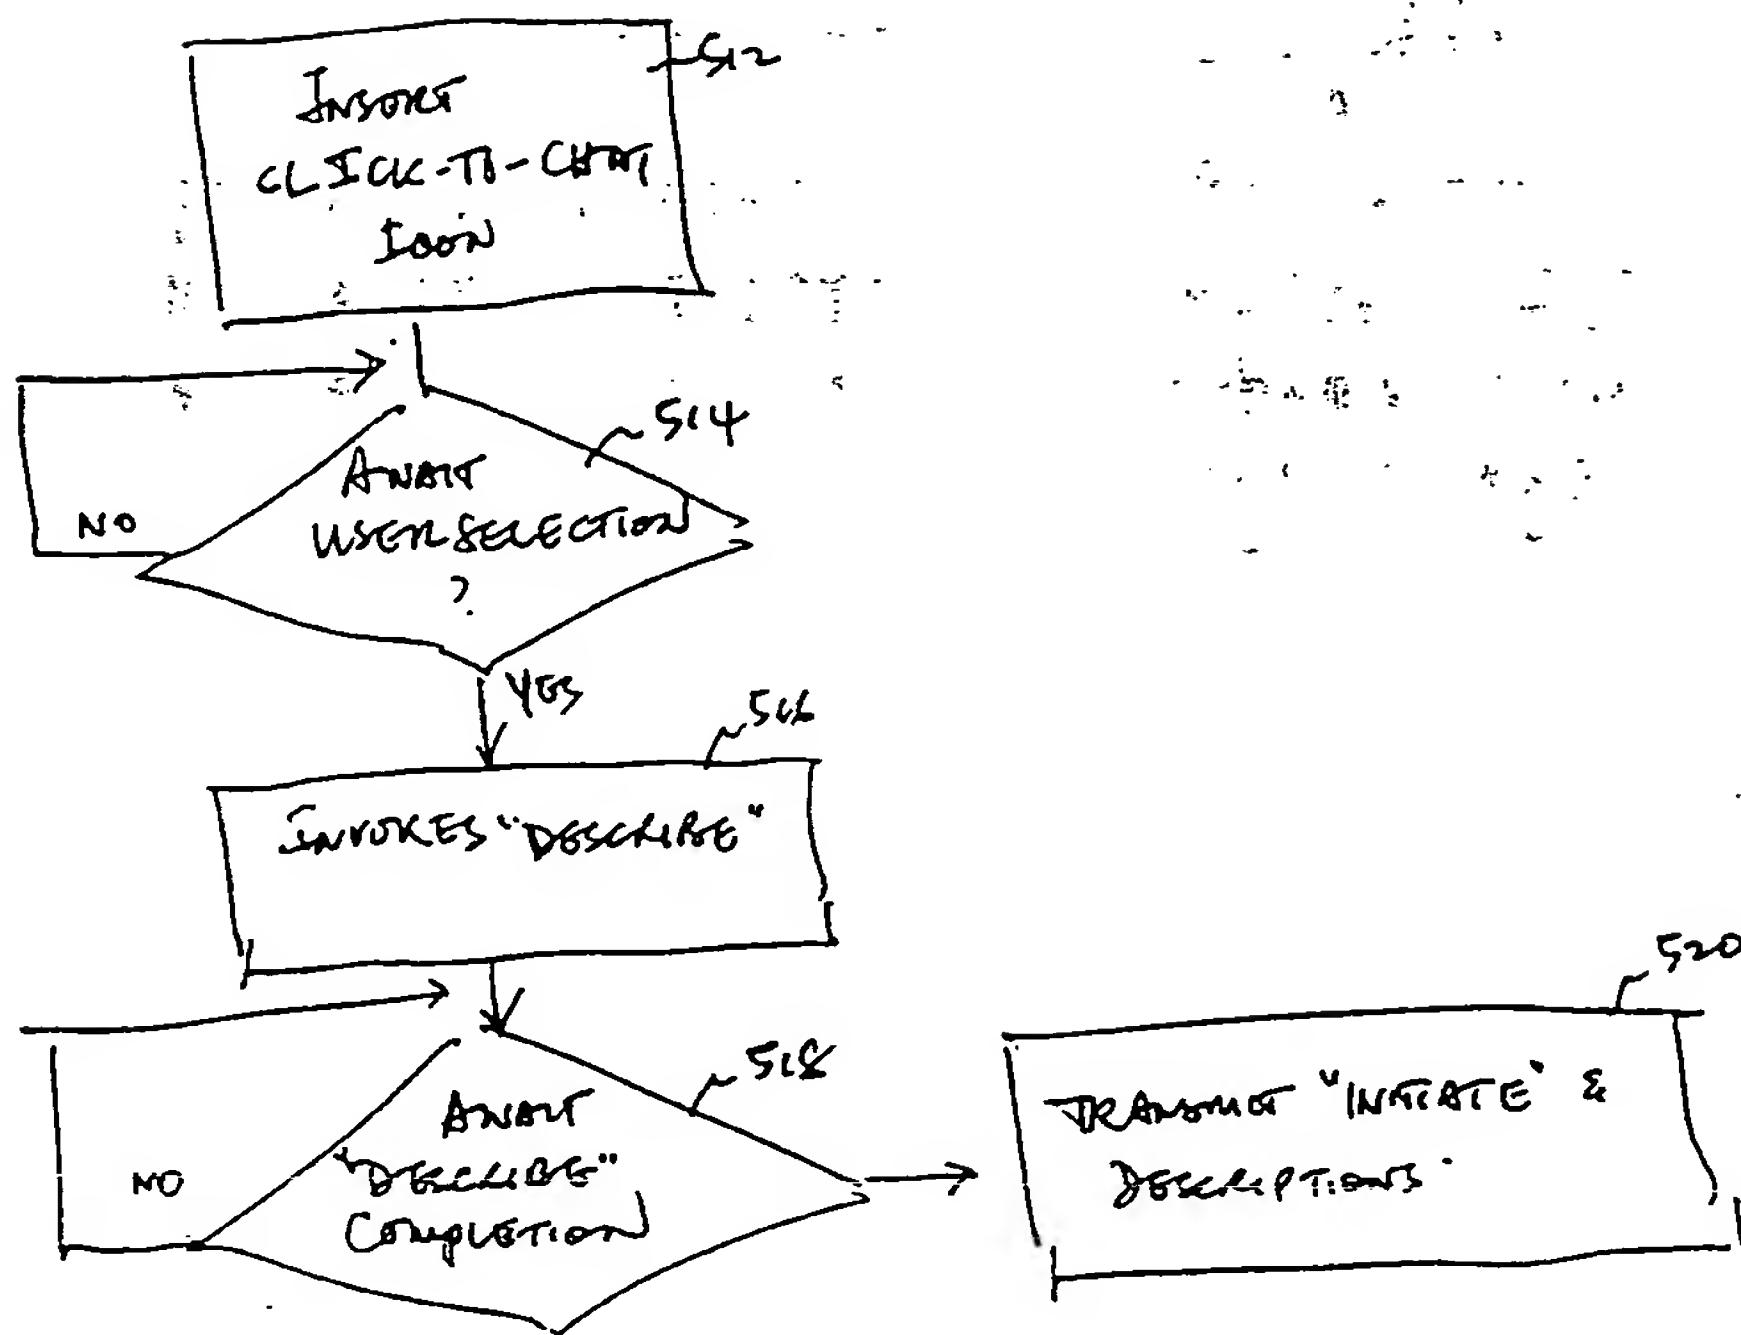 512
INSERT
CLICK-TO-CHAT
ICON
514
AWAIT
USER SELECTION
?
NO
YES
516
INVOKES "DESCRIBE"
518
AWAIT
"DESCRIBE"
COMPLETION
NO
520
TRANSMIT "INITIATE" &
DESCRIPTIONS